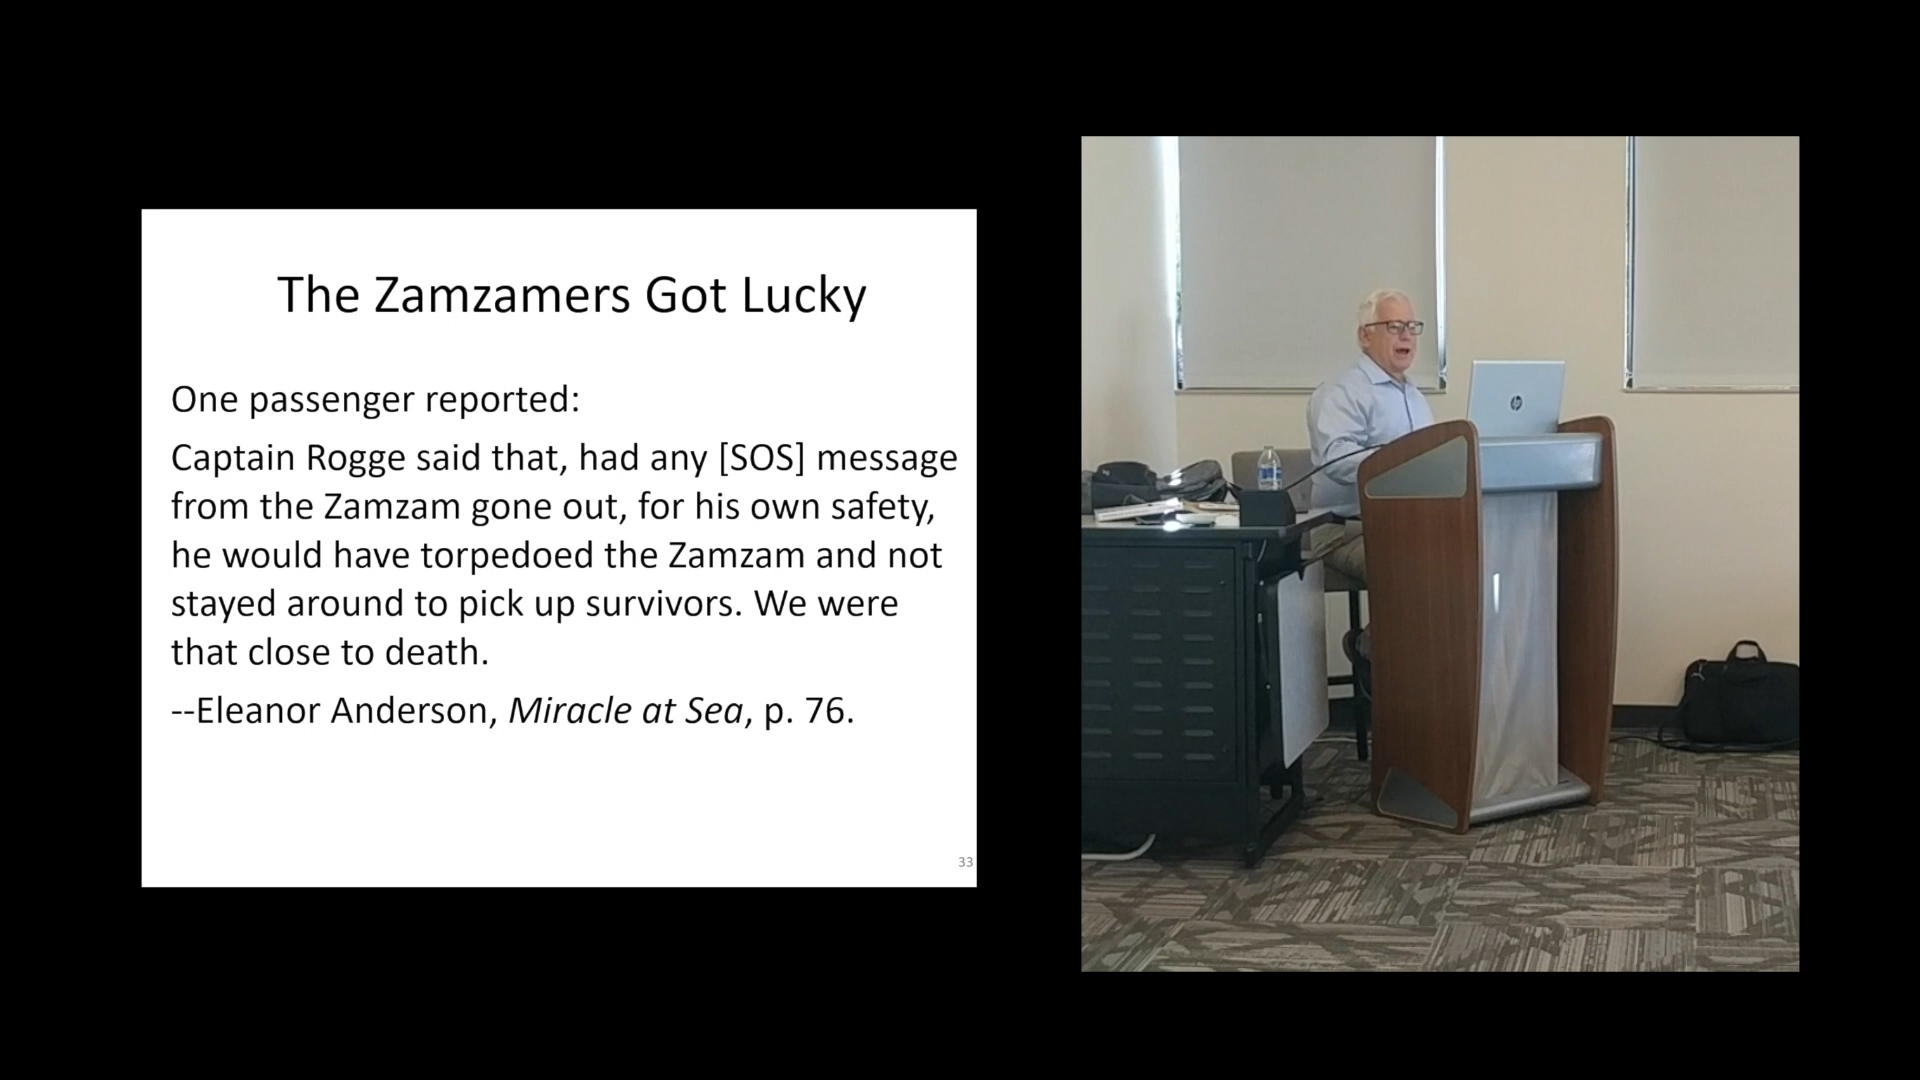 The Zamzamers Got Lucky
One passenger reported:
Captain Rogge said that, had any [SOS] message
from the Zamzam gone out, for his own safety,
he would have torpedoed the Zamzam and not
stayed around to pick up survivors. We were
that close to death.
--Eleanor Anderson, Miracle at Sea, p. 76.
33
hp